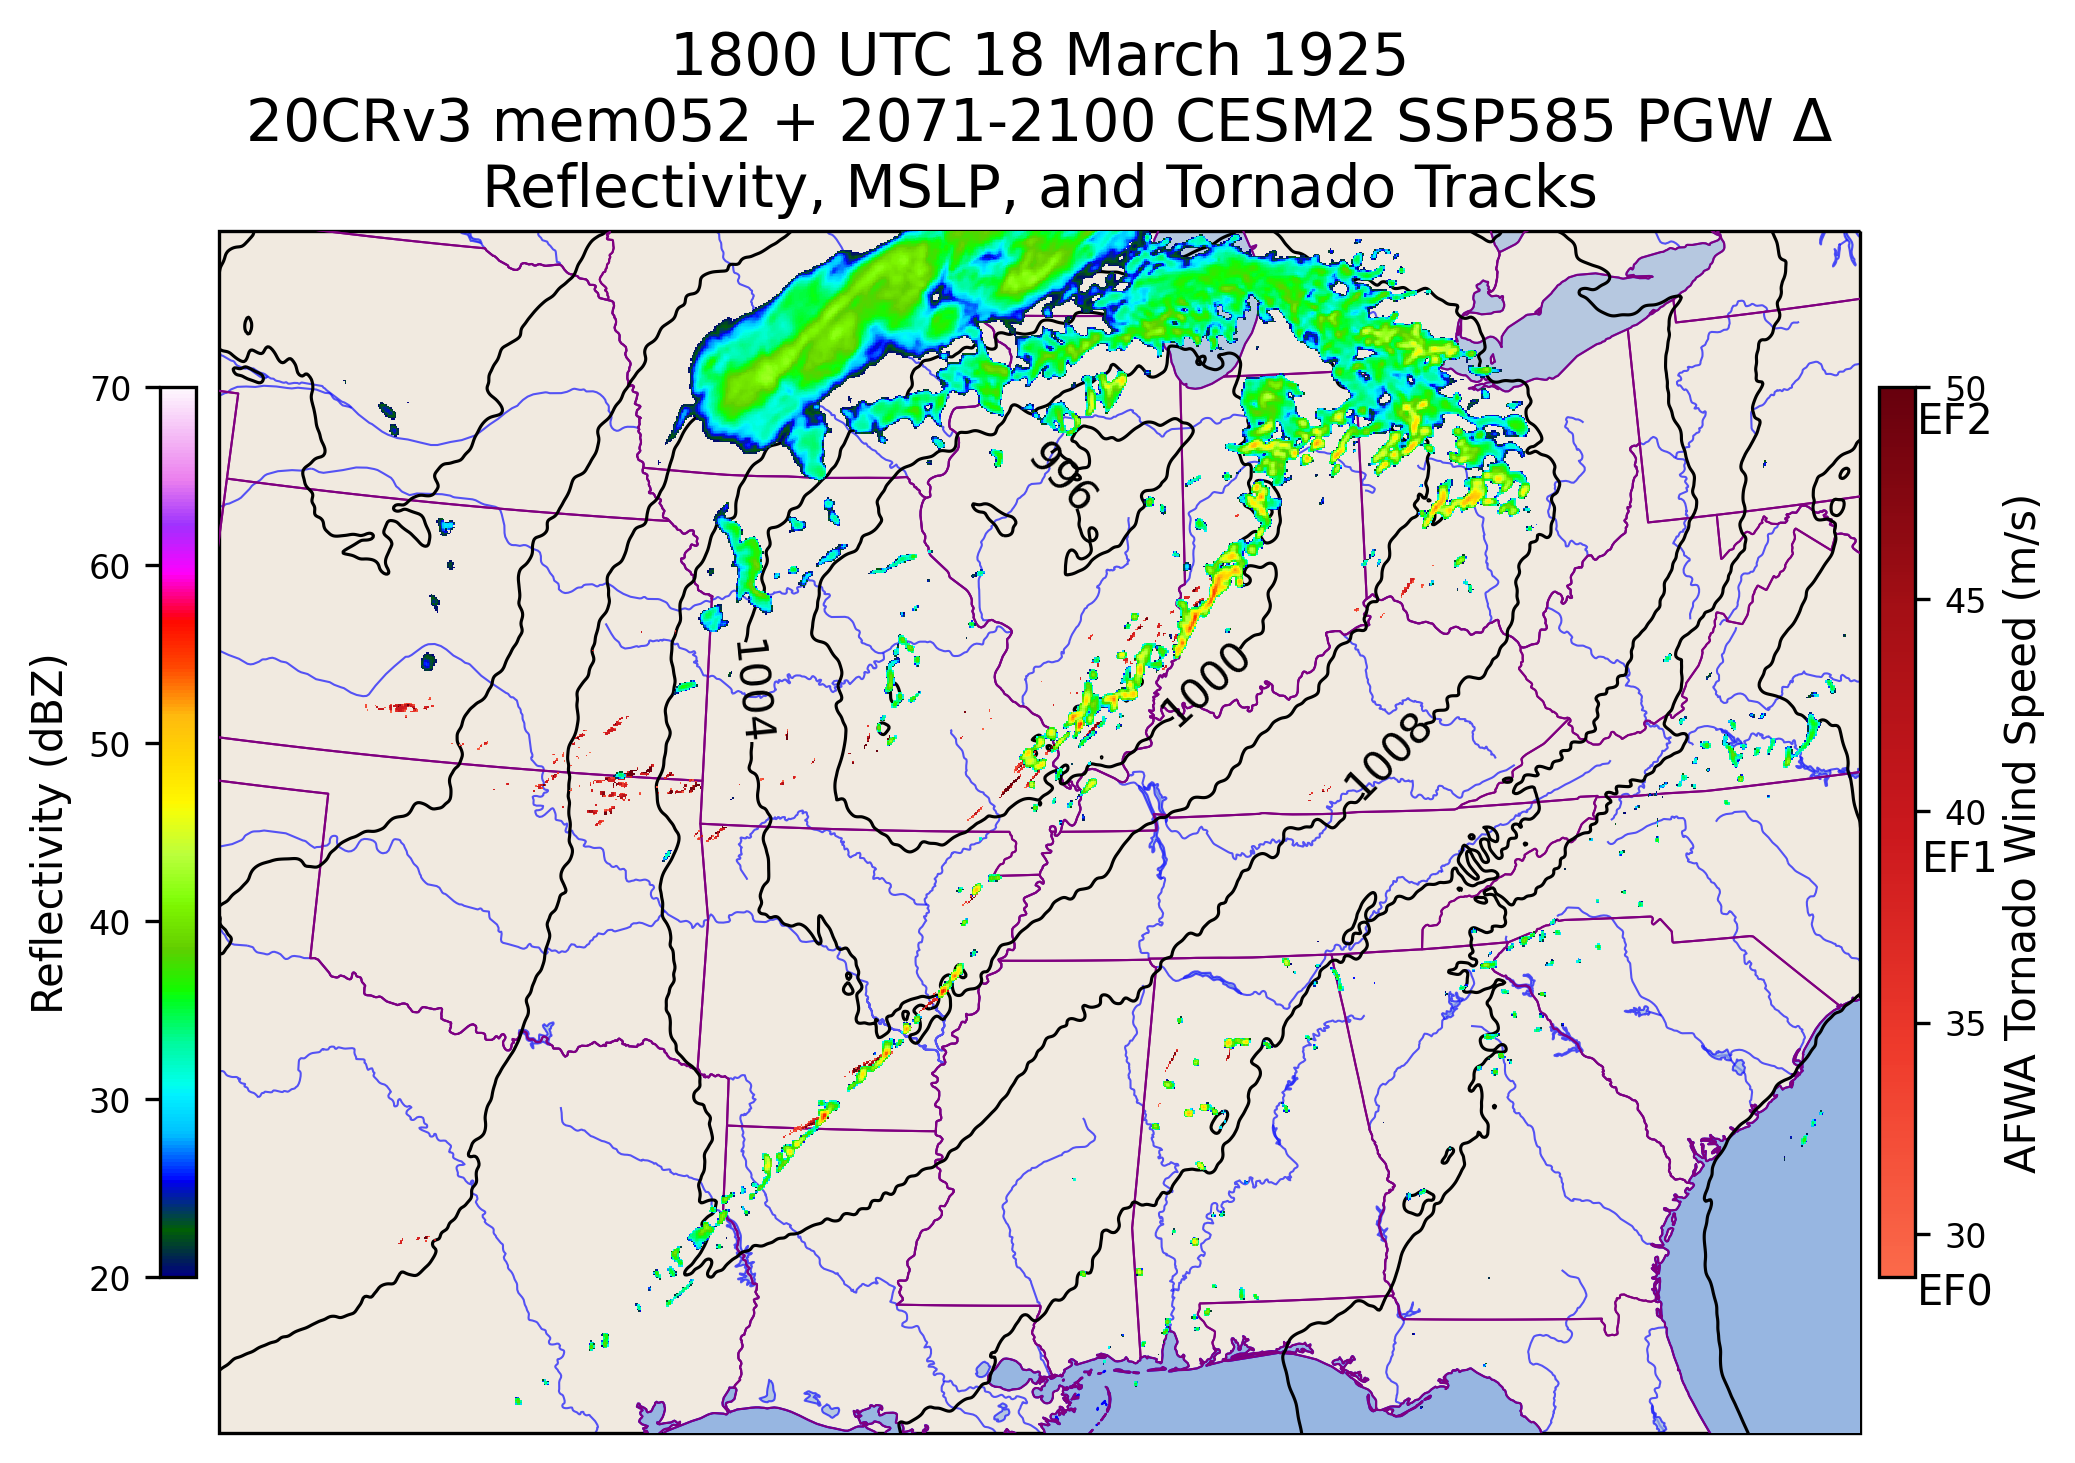 1800 UTC 18 March 1925
20CRv3 mem052 + 2071-2100 CESM2 SSP585 PGW Δ
Reflectivity, MSLP, and Tornado Tracks
70
60
50
40
30
20
Reflectivity (dBZ)
996
1004
1000
1008
50
EF2
45
40
EF1
35
30
EF0
AFWA Tornado Wind Speed (m/s)